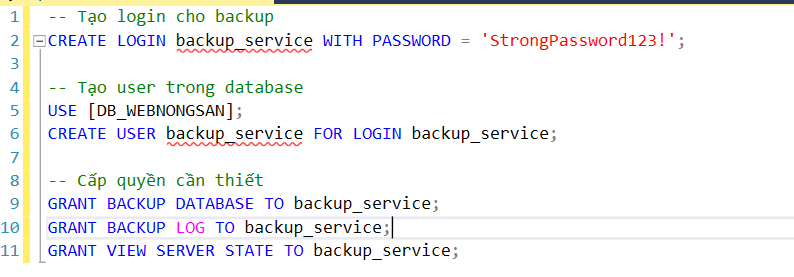 1 -- Tạo login cho backup
2 CREATE LOGIN backup_service WITH PASSWORD = 'StrongPassword123!';
3
4 -- Tạo user trong database
5 USE [DB_WEBNONGSAN];
6 CREATE USER backup_service FOR LOGIN backup_service;
7
8 -- Cấp quyền cần thiết
9 GRANT BACKUP DATABASE TO backup_service;
10 GRANT BACKUP LOG TO backup_service;
11 GRANT VIEW SERVER STATE TO backup_service;